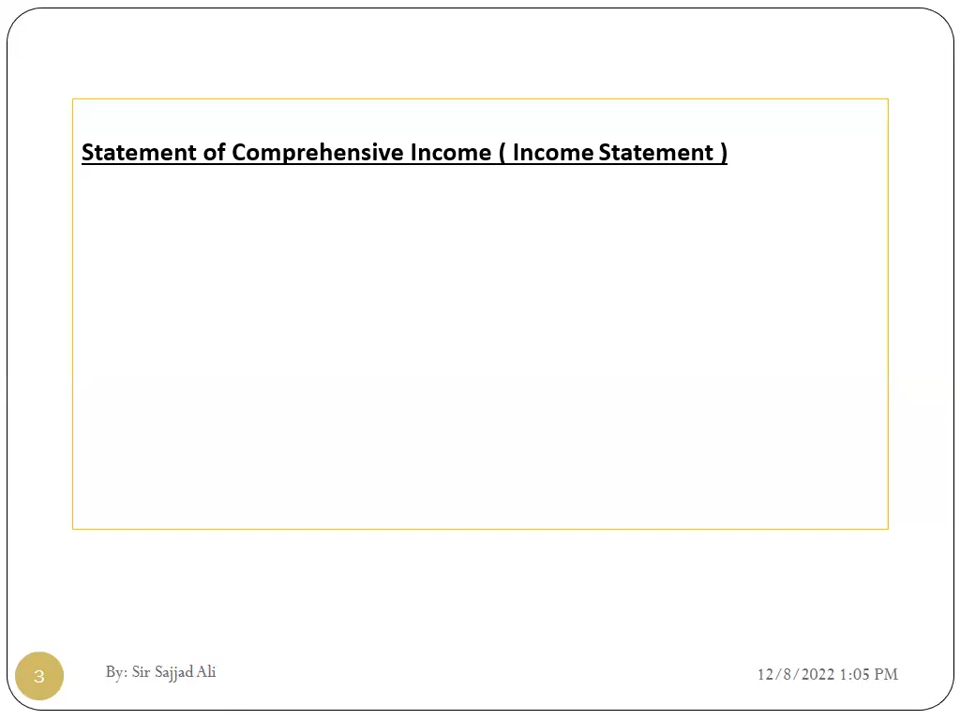 Statement of Comprehensive Income ( Income Statement )
3
By: Sir Sajjad Ali
12/8/2022 1:05 PM